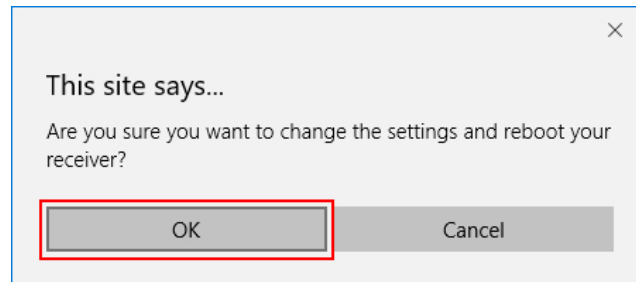 This site says...
Are you sure you want to change the settings and reboot your
receiver?
OK
Cancel